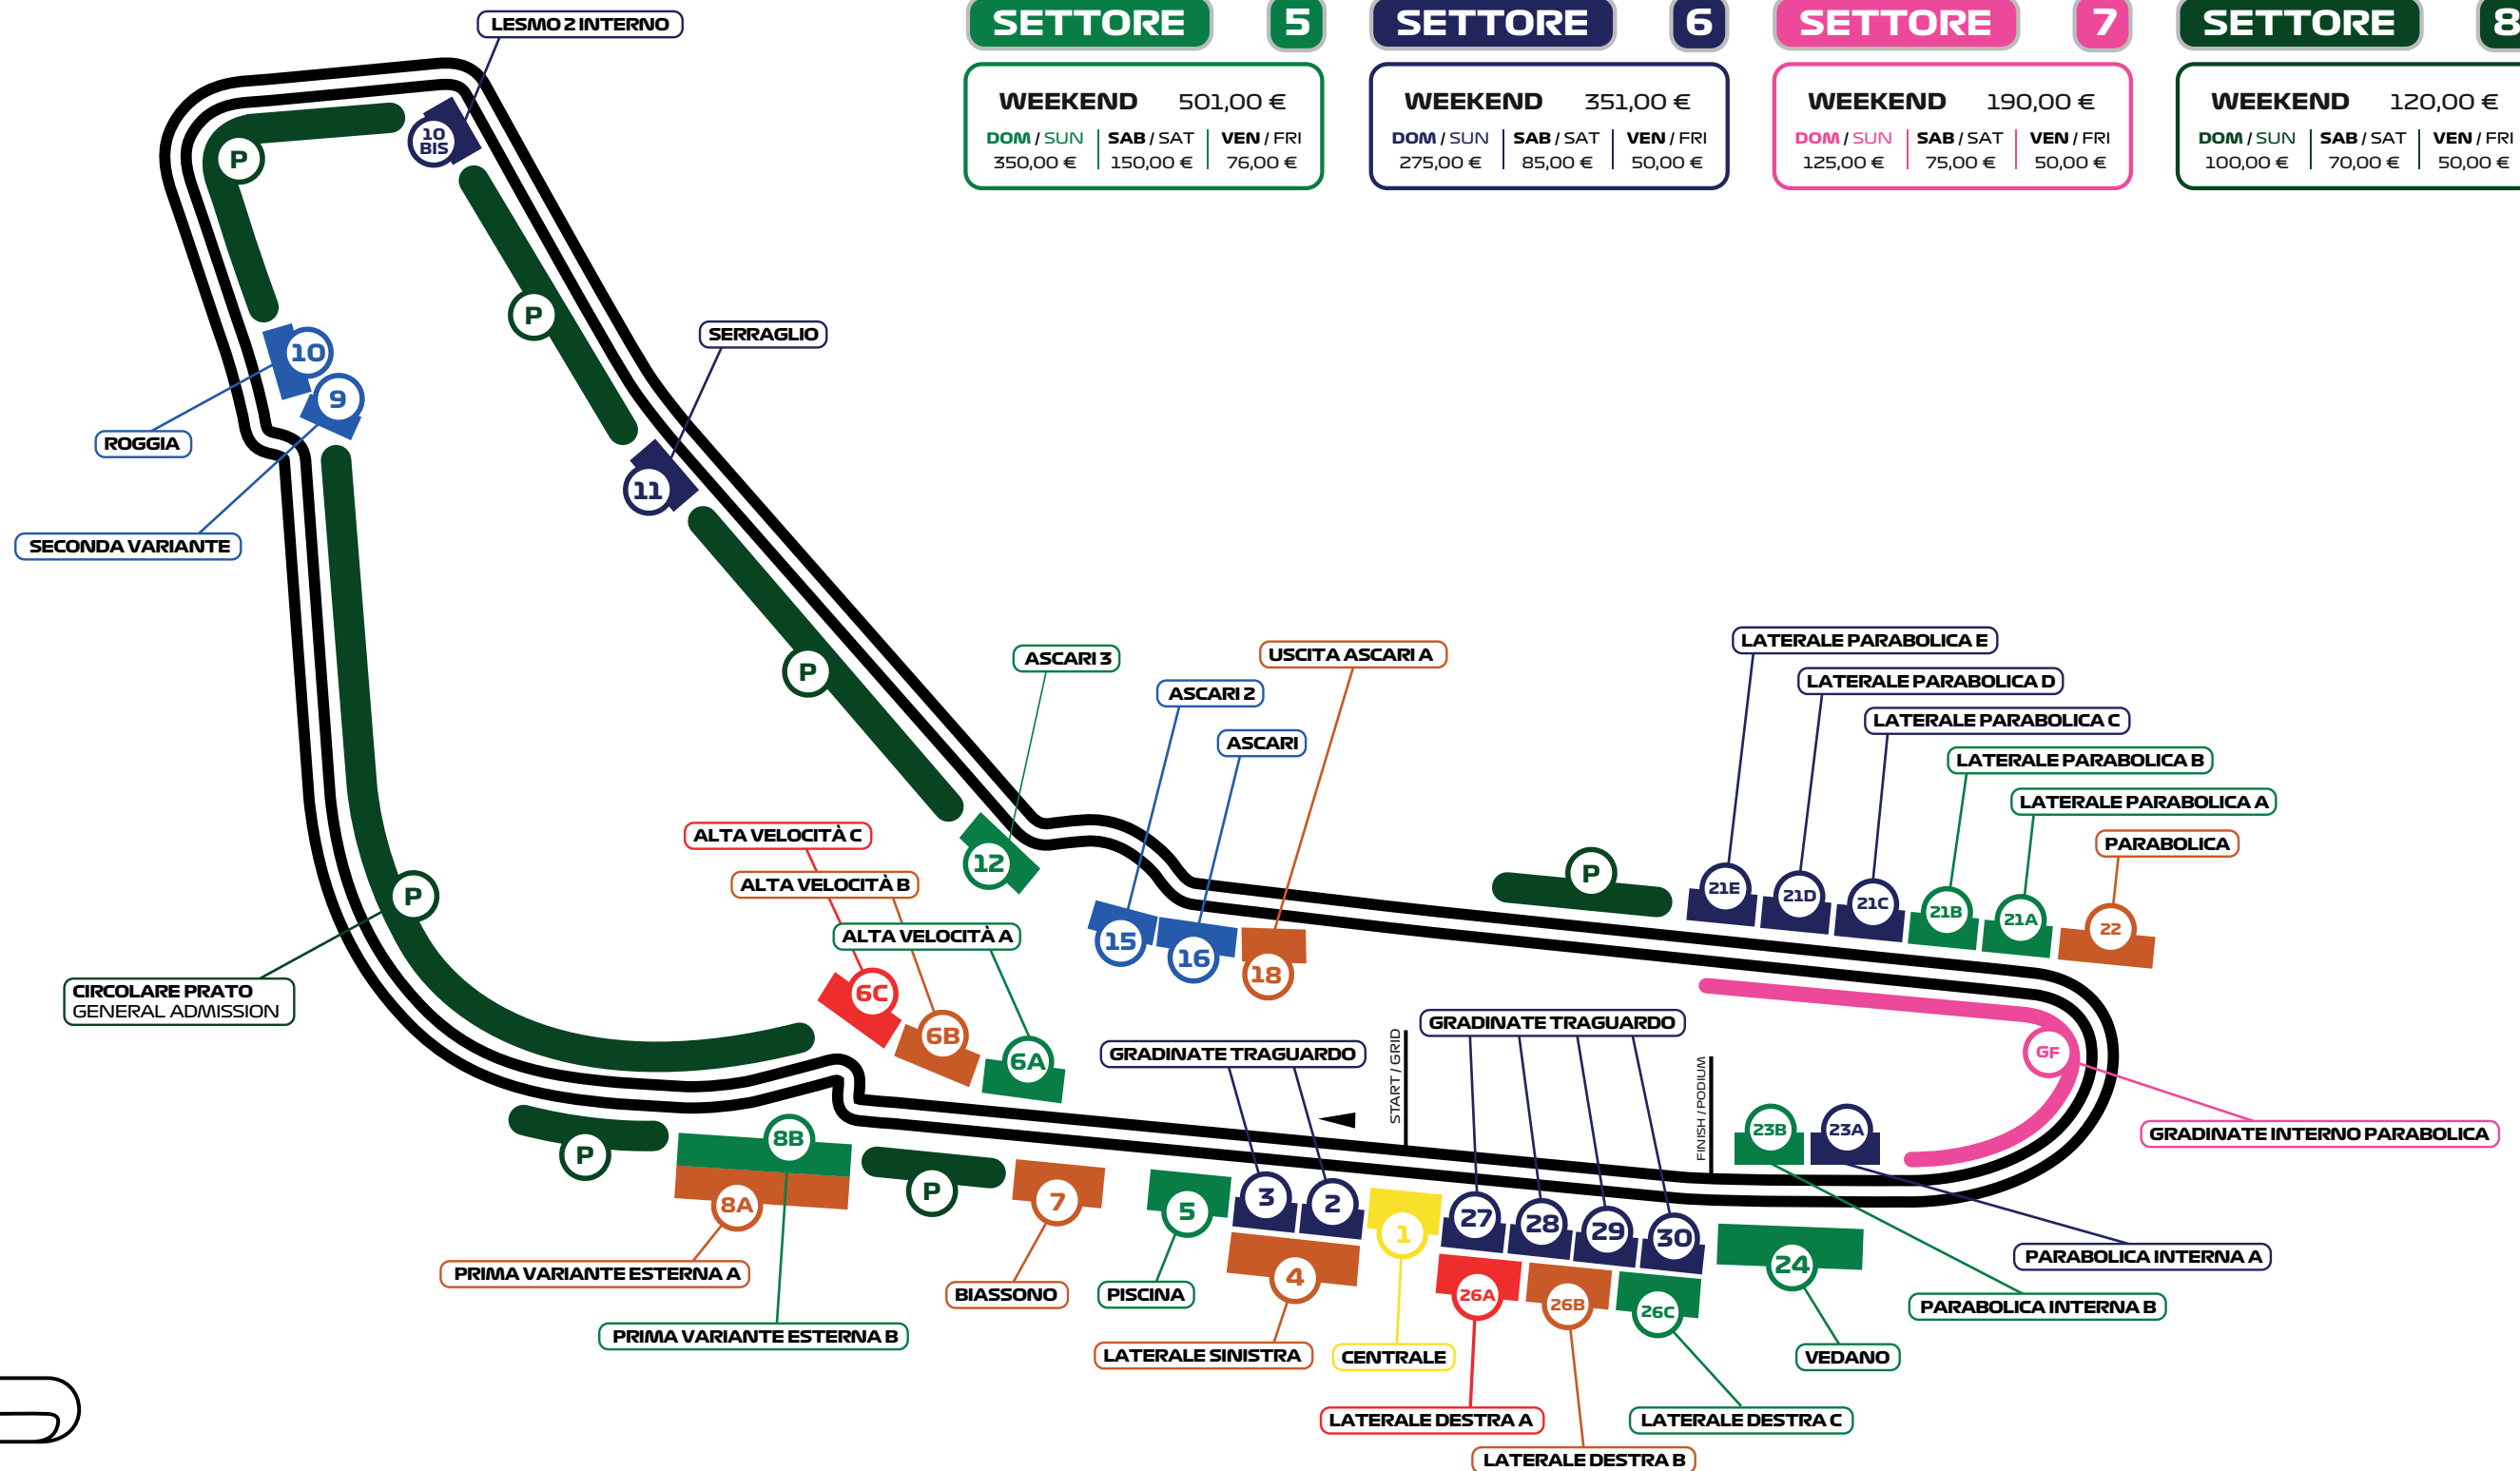 LESMO 2 INTERNO
SETTORE 5
WEEKEND 501,00 €
DOM / SUN SAB / SAT VEN / FRI
350,00 € 150,00 € 76,00 €
SETTORE 6
WEEKEND 351,00 €
DOM / SUN SAB / SAT VEN / FRI
275,00 € 85,00 € 50,00 €
SETTORE 7
WEEKEND 190,00 €
DOM / SUN SAB / SAT VEN / FRI
125,00 € 75,00 € 50,00 €
SETTORE 8
WEEKEND 120,00 €
DOM / SUN SAB / SAT VEN / FRI
100,00 € 70,00 € 50,00 €
10
BIS
P
P
SERRAGLIO
10
9
ROGGIA
11
SECONDA VARIANTE
LATERALE PARABOLICA E
USCITA ASCARI A
ASCARI 3
P
LATERALE PARABOLICA D
ASCARI 2
LATERALE PARABOLICA C
ASCARI
LATERALE PARABOLICA B
LATERALE PARABOLICA A
ALTA VELOCITÀ C
PARABOLICA
12
P
ALTA VELOCITÀ B
21E
21D
21C
21B
21A
22
P
ALTA VELOCITÀ A
15
16
18
CIRCOLARE PRATO
GENERAL ADMISSION
6C
6B
6A
GRADINATE TRAGUARDO
GRADINATE TRAGUARDO
START / GRID
FINISH / PODIUM
GF
23B
23A
GRADINATE INTERNO PARABOLICA
8B
P
8A
P
7
5
3
2
1
27
28
29
30
PARABOLICA INTERNA A
24
4
PRIMA VARIANTE ESTERNA A
BIASSONO
PISCINA
26A
26B
26C
PARABOLICA INTERNA B
PRIMA VARIANTE ESTERNA B
LATERALE SINISTRA
CENTRALE
VEDANO
LATERALE DESTRA A
LATERALE DESTRA C
LATERALE DESTRA B